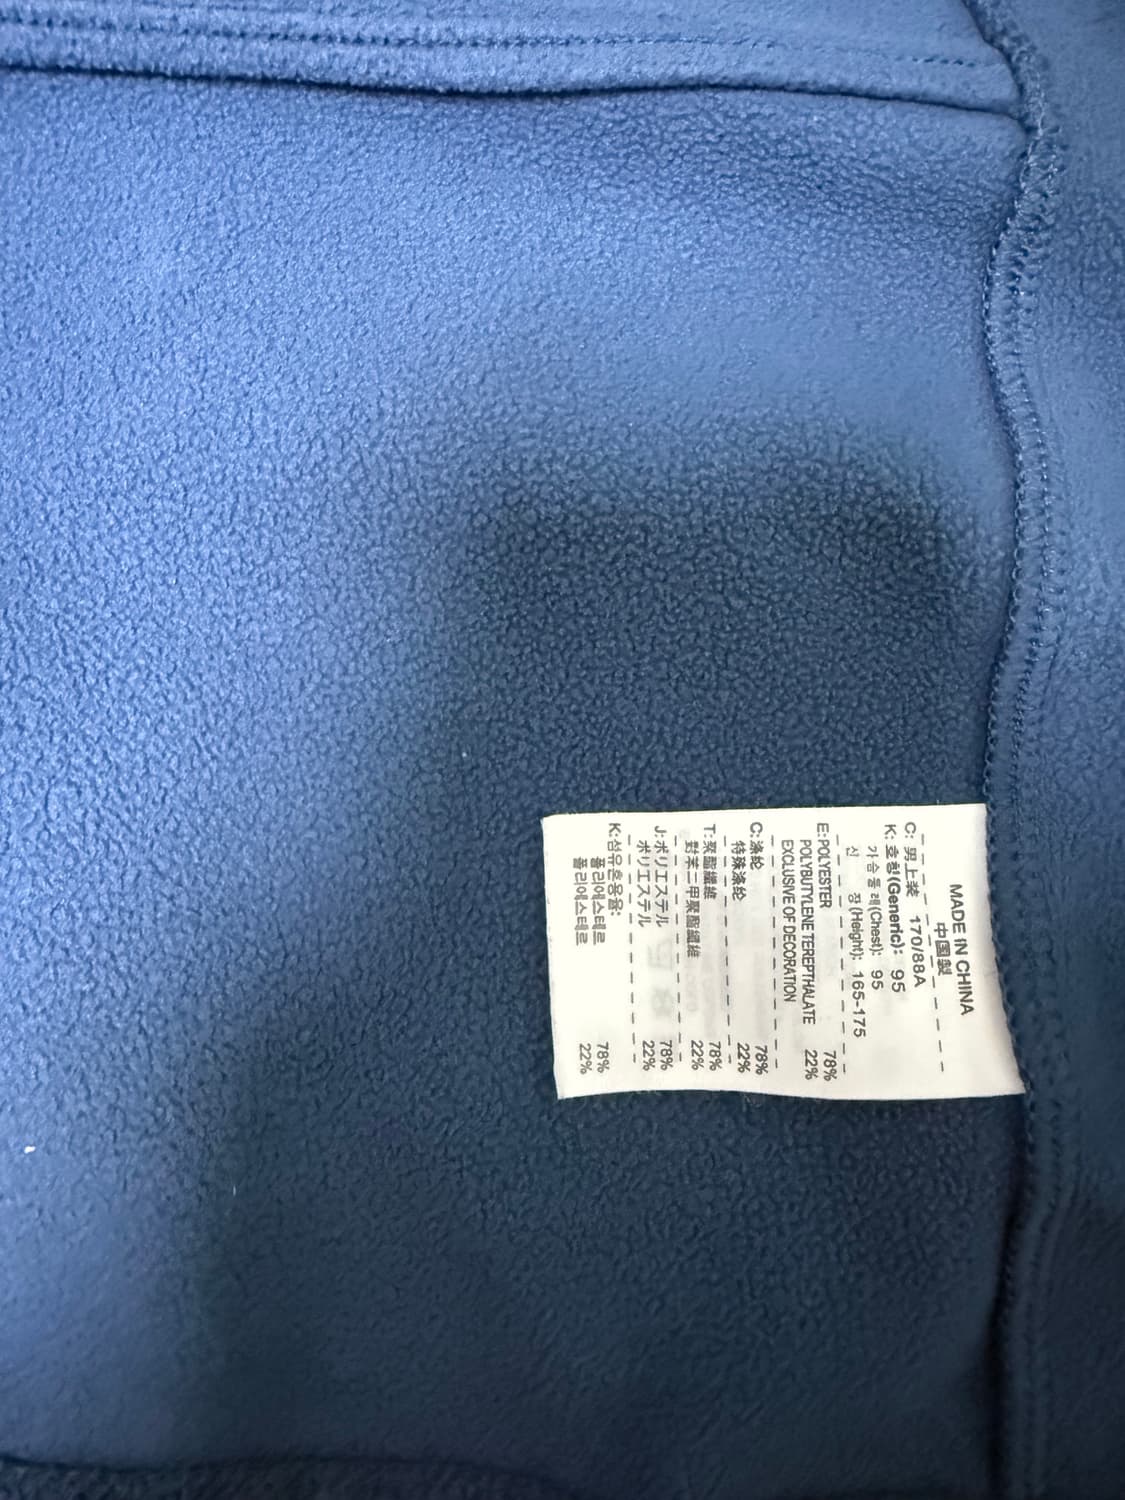 MADE IN CHINA
中国製
C: 男上装 170/88A
K: 호칭(Generic): 95
가슴둘레(Chest): 95
신 장(Height): 165-175
E:POLYESTER 78%
POLYBUTYLENE TEREPTHALATE 22%
EXCLUSIVE OF DECORATION
C:涤纶 78%
特殊涤纶 22%
T:聚酯纖維 78%
對苯二甲聚酯纖維 22%
J:ポリエステル 78%
ポリエステル 22%
K:섬유혼용율:
폴리에스테르 78%
폴리에스테르 22%